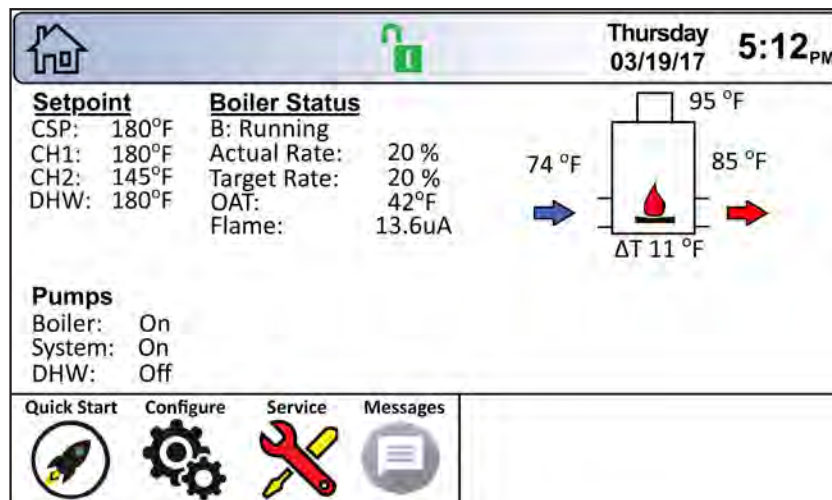 Thursday
03/19/17
5:12PM
Setpoint
CSP: 180°F
CH1: 180°F
CH2: 145°F
DHW: 180°F
Boiler Status
B: Running
Actual Rate: 20 %
Target Rate: 20 %
OAT: 42°F
Flame: 13.6uA
95 °F
74 °F
85 °F
ΔT 11 °F
Pumps
Boiler: On
System: On
DHW: Off
Quick Start Configure Service Messages